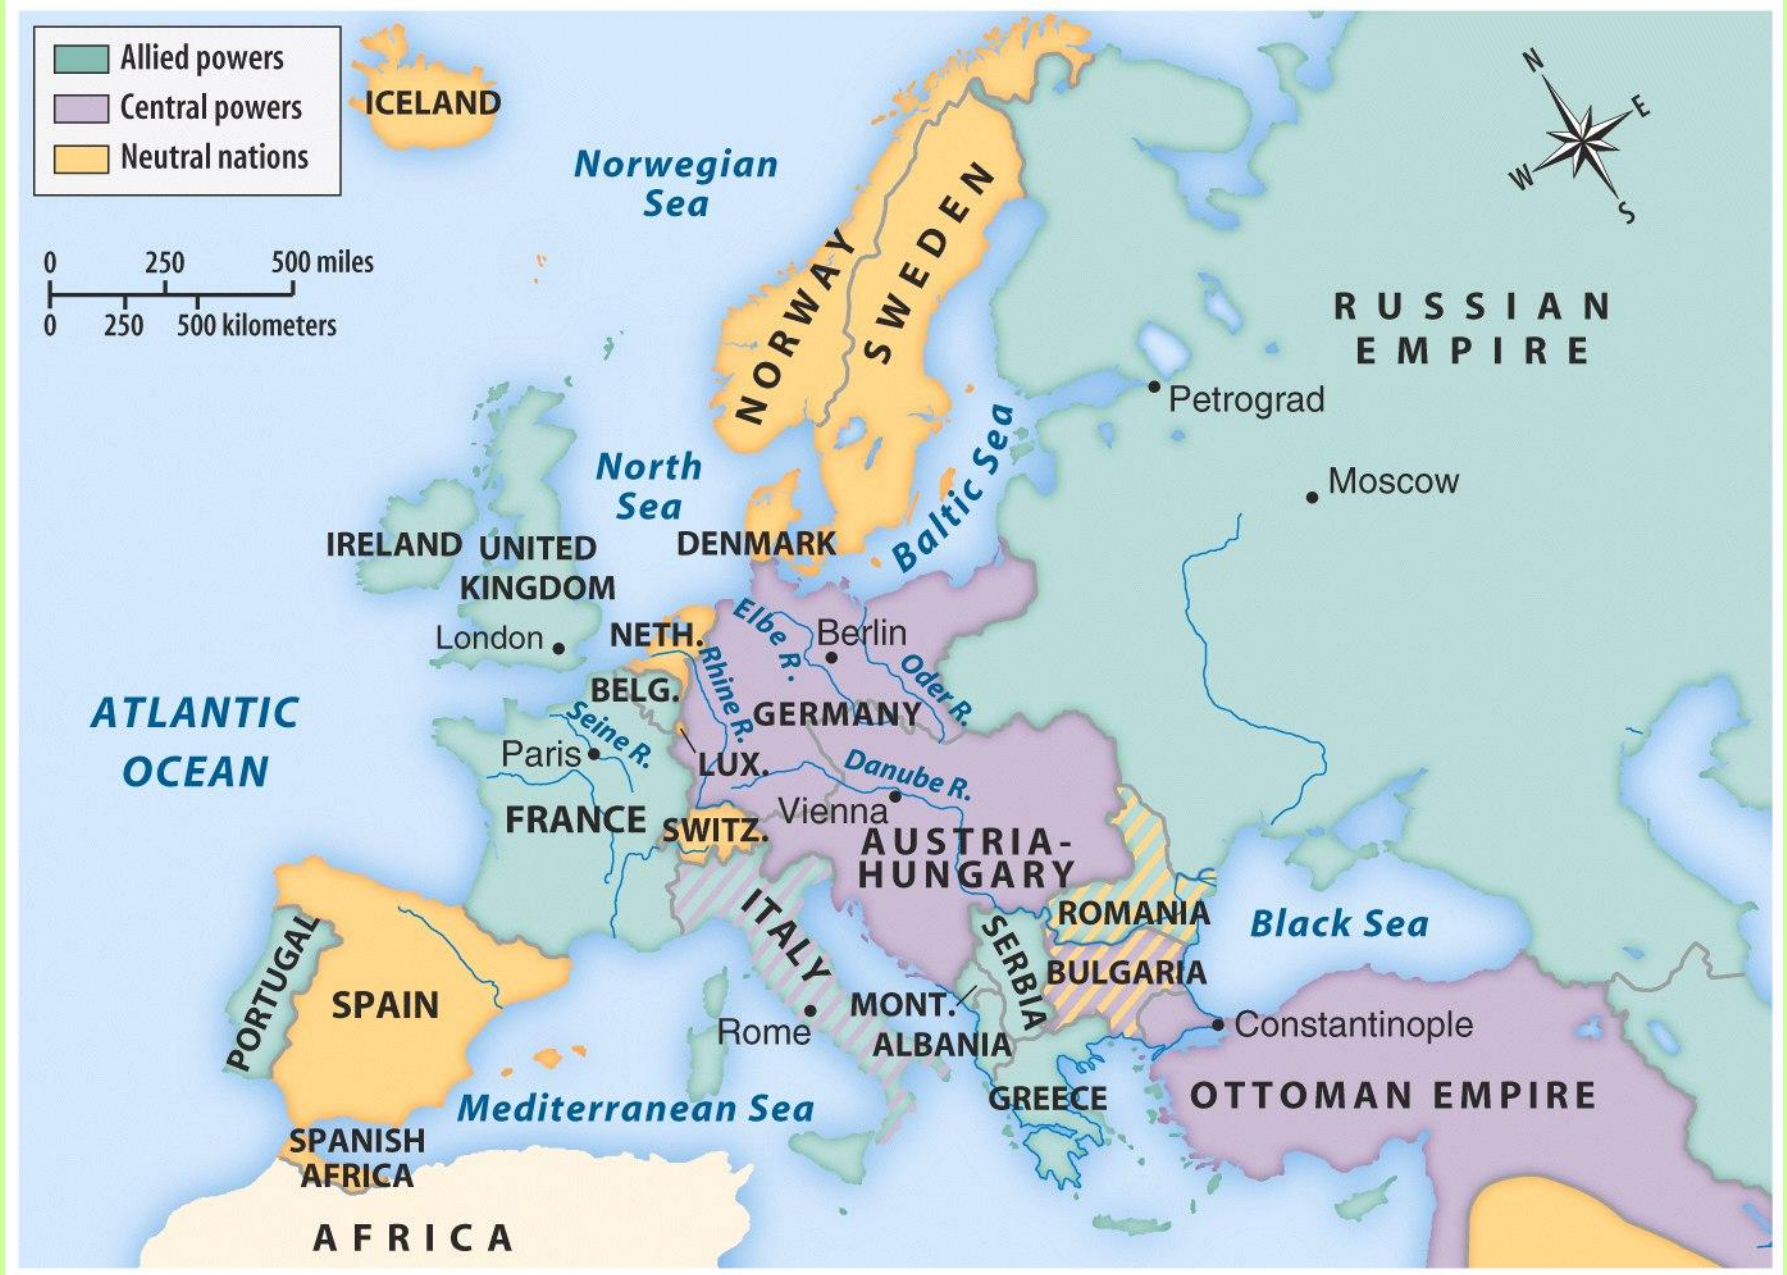 Allied powers
Central powers
Neutral nations
0 250 500 miles
0 250 500 kilometers
ICELAND
Norwegian
Sea
N
E
W
S
NORWAY
SWEDEN
RUSSIAN
EMPIRE
Petrograd
Moscow
North
Sea
Baltic Sea
IRELAND
UNITED
KINGDOM
London
DENMARK
NETH.
Elbe R.
Berlin
Rhine R.
Oder R.
BELG.
GERMANY
ATLANTIC
OCEAN
Seine R.
Paris
LUX.
Danube R.
FRANCE
SWITZ.
Vienna
AUSTRIA-
HUNGARY
ITALY
ROMANIA
Black Sea
SERBIA
BULGARIA
PORTUGAL
SPAIN
MONT.
Rome
ALBANIA
Constantinople
GREECE
OTTOMAN EMPIRE
Mediterranean Sea
SPANISH
AFRICA
AFRICA